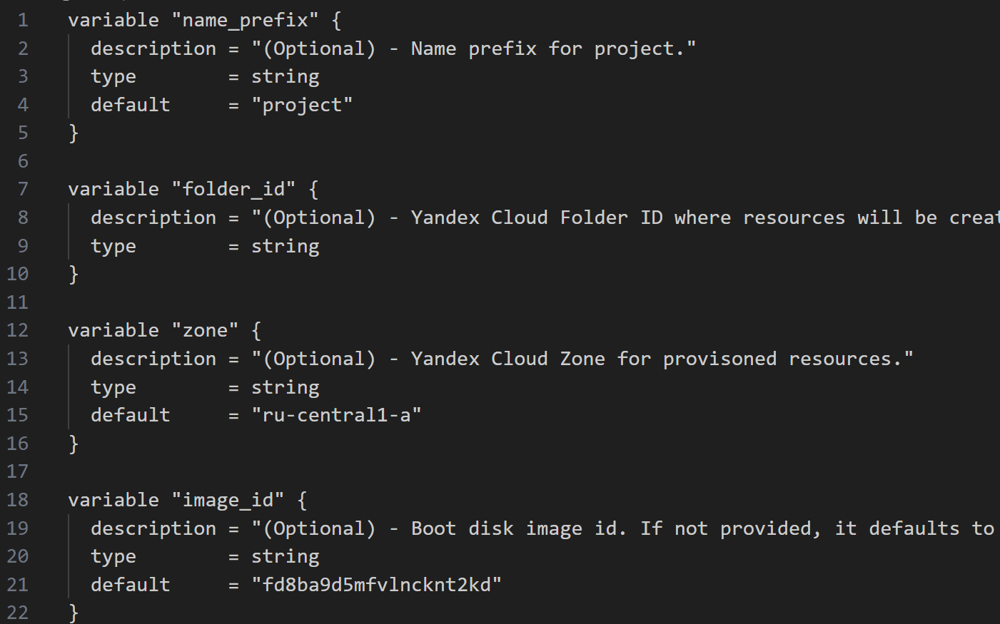 1 variable "name_prefix" {
2 description = "(Optional) - Name prefix for project."
3 type = string
4 default = "project"
5 }
6
7 variable "folder_id" {
8 description = "(Optional) - Yandex Cloud Folder ID where resources will be
9 type = string
10 }
11
12 variable "zone" {
13 description = "(Optional) - Yandex Cloud Zone for provisoned resources."
14 type = string
15 default = "ru-central1-a"
16 }
17
18 variable "image_id" {
19 description = "(Optional) - Boot disk image id. If not provided, it defaults to
20 type = string
21 default = "fd8ba9d5mfvlncknt2kd"
22 }